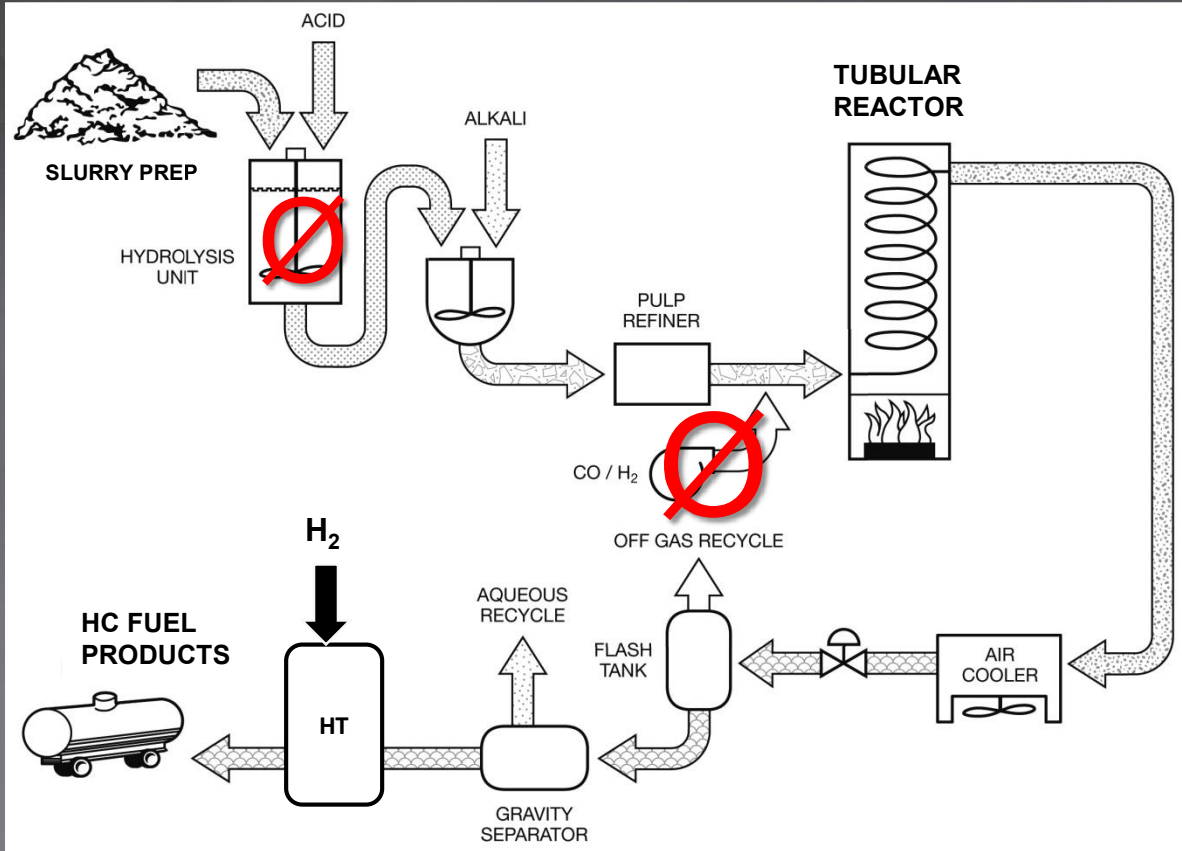 ACID
SLURRY PREP
HYDROLYSIS
UNIT
ALKALI
PULP
REFINER
TUBULAR
REACTOR
CO / H₂
OFF GAS RECYCLE
AIR
COOLER
FLASH
TANK
AQUEOUS
RECYCLE
GRAVITY
SEPARATOR
H₂
HT
HC FUEL
PRODUCTS